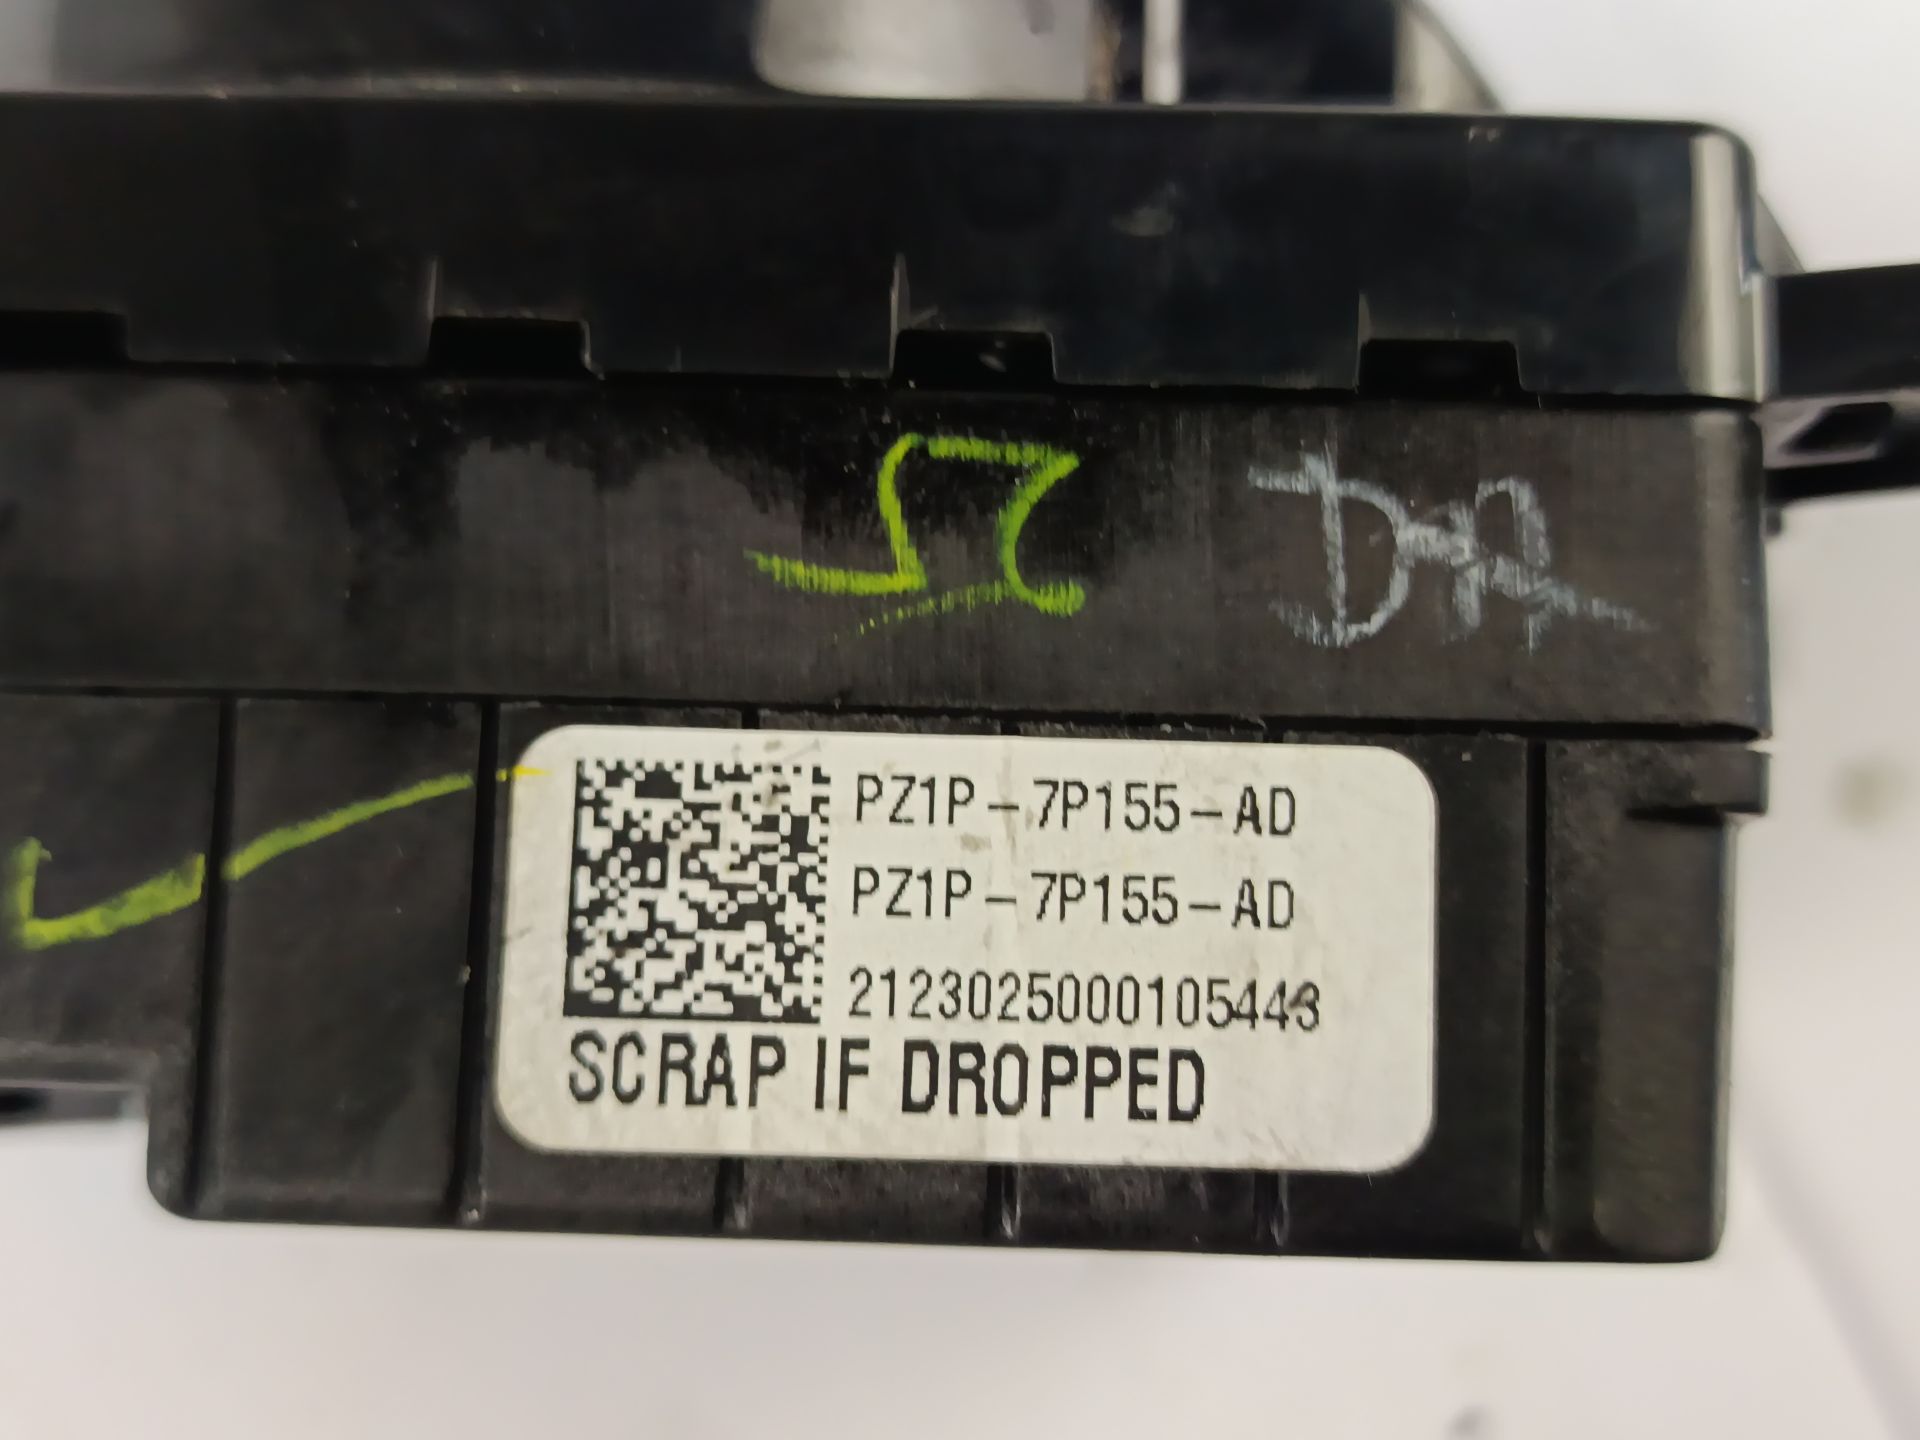 PZ1P-7P155-AD
PZ1P-7P155-AD
2123025000105443
SCRAP IF DROPPED